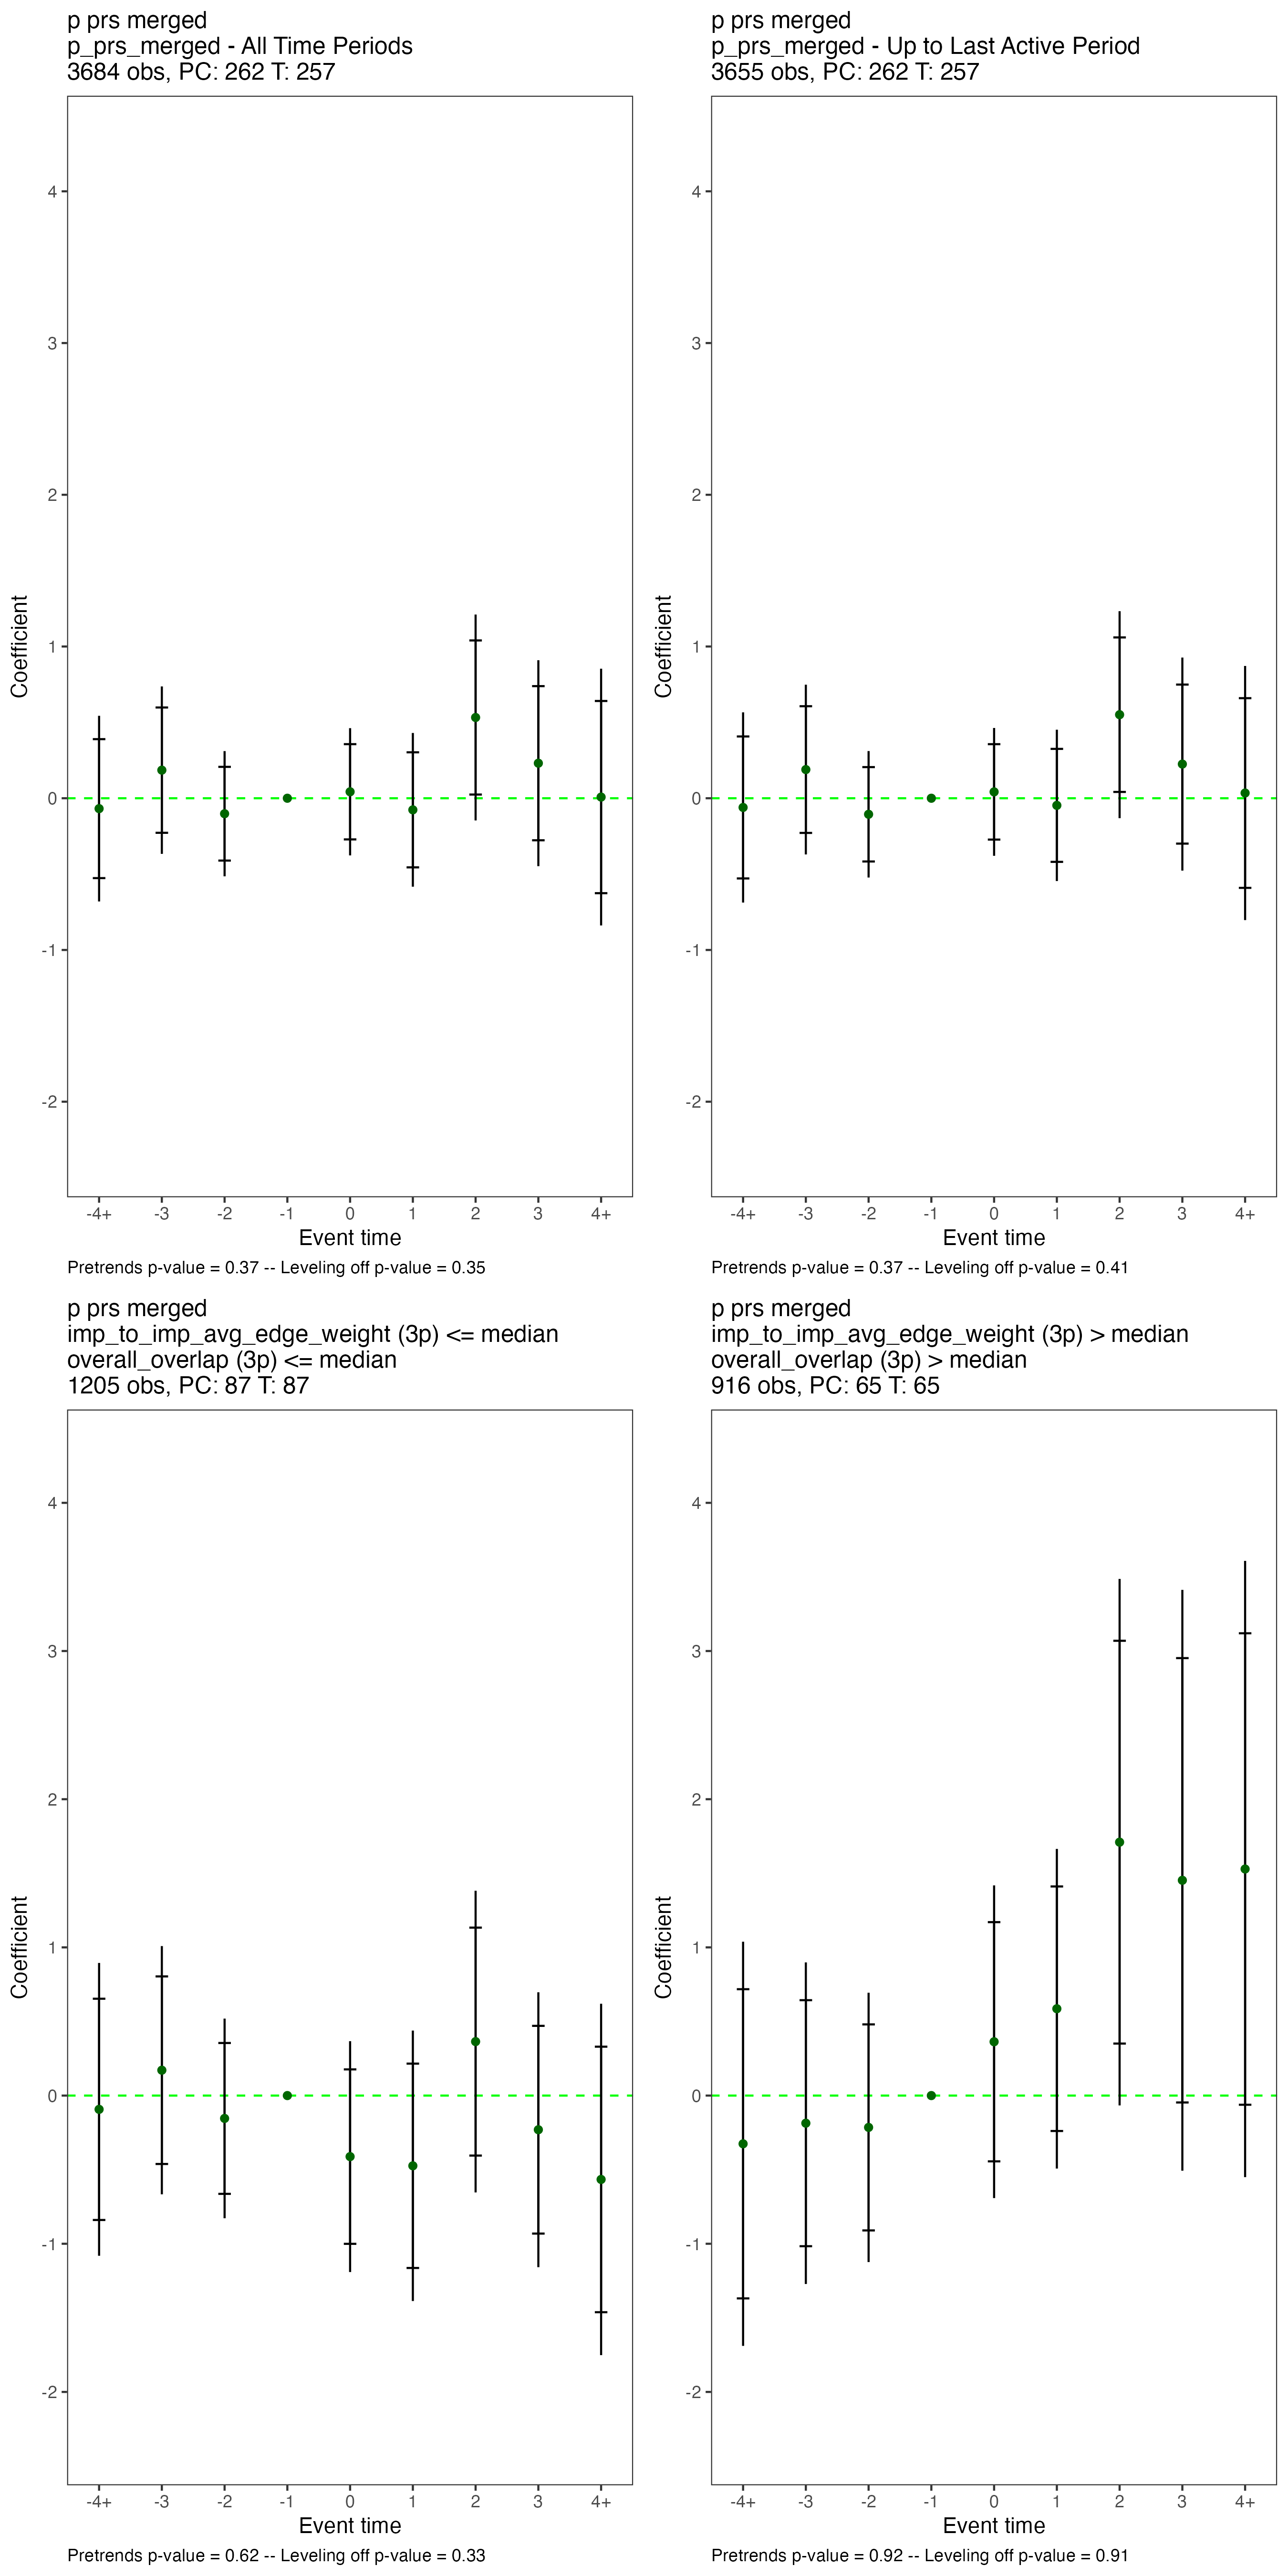 p prs merged
p_prs_merged - All Time Periods
3684 obs, PC: 262 T: 257
4
3
2
1
0
-1
-2
Coefficient
-4+ -3 -2 -1 0 1 2 3 4+
Event time
Pretrends p-value = 0.37 -- Leveling off p-value = 0.35
p prs merged
p_prs_merged - Up to Last Active Period
3655 obs, PC: 262 T: 257
4
3
2
1
0
-1
-2
Coefficient
-4+ -3 -2 -1 0 1 2 3 4+
Event time
Pretrends p-value = 0.37 -- Leveling off p-value = 0.41
p prs merged
imp_to_imp_avg_edge_weight (3p) <= median
overall_overlap (3p) <= median
1205 obs, PC: 87 T: 87
4
3
2
1
0
-1
-2
Coefficient
-4+ -3 -2 -1 0 1 2 3 4+
Event time
Pretrends p-value = 0.62 -- Leveling off p-value = 0.33
p prs merged
imp_to_imp_avg_edge_weight (3p) > median
overall_overlap (3p) > median
916 obs, PC: 65 T: 65
4
3
2
1
0
-1
-2
Coefficient
-4+ -3 -2 -1 0 1 2 3 4+
Event time
Pretrends p-value = 0.92 -- Leveling off p-value = 0.91